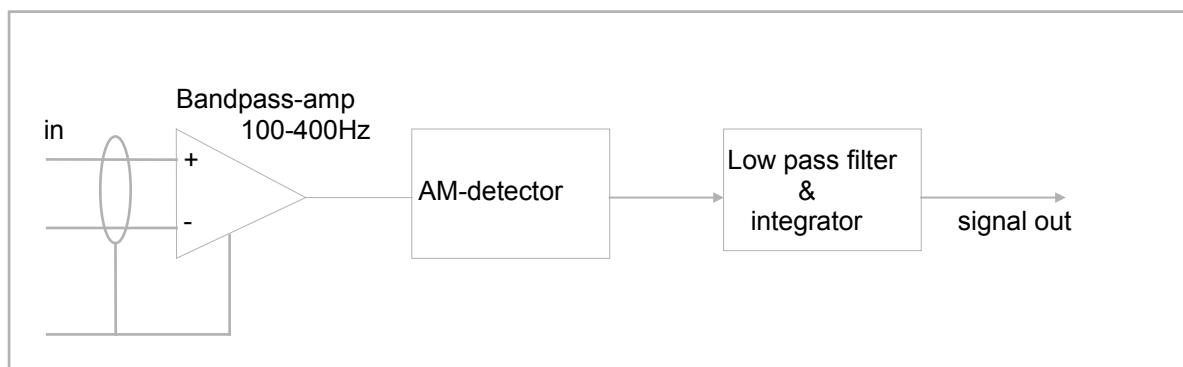 Bandpass-amp
100-400Hz
in
+
-
AM-detector
Low pass filter
&
integrator
signal out